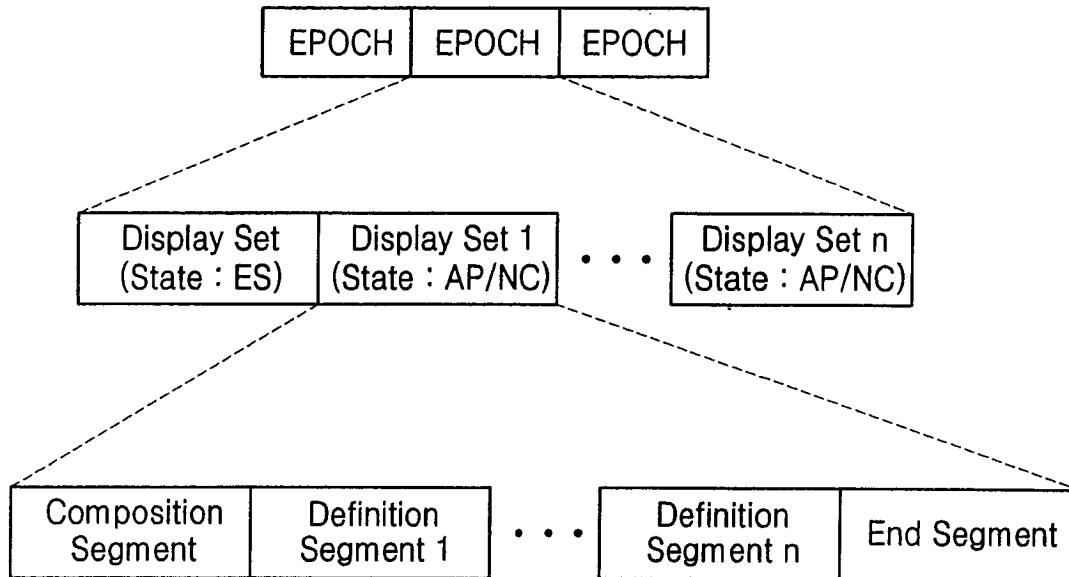 EPOCH EPOCH EPOCH
Display Set
(State : ES)
Display Set 1
(State : AP/NC)
• • •
Display Set n
(State : AP/NC)
Composition
Segment
Definition
Segment 1
• • •
Definition
Segment n
End Segment